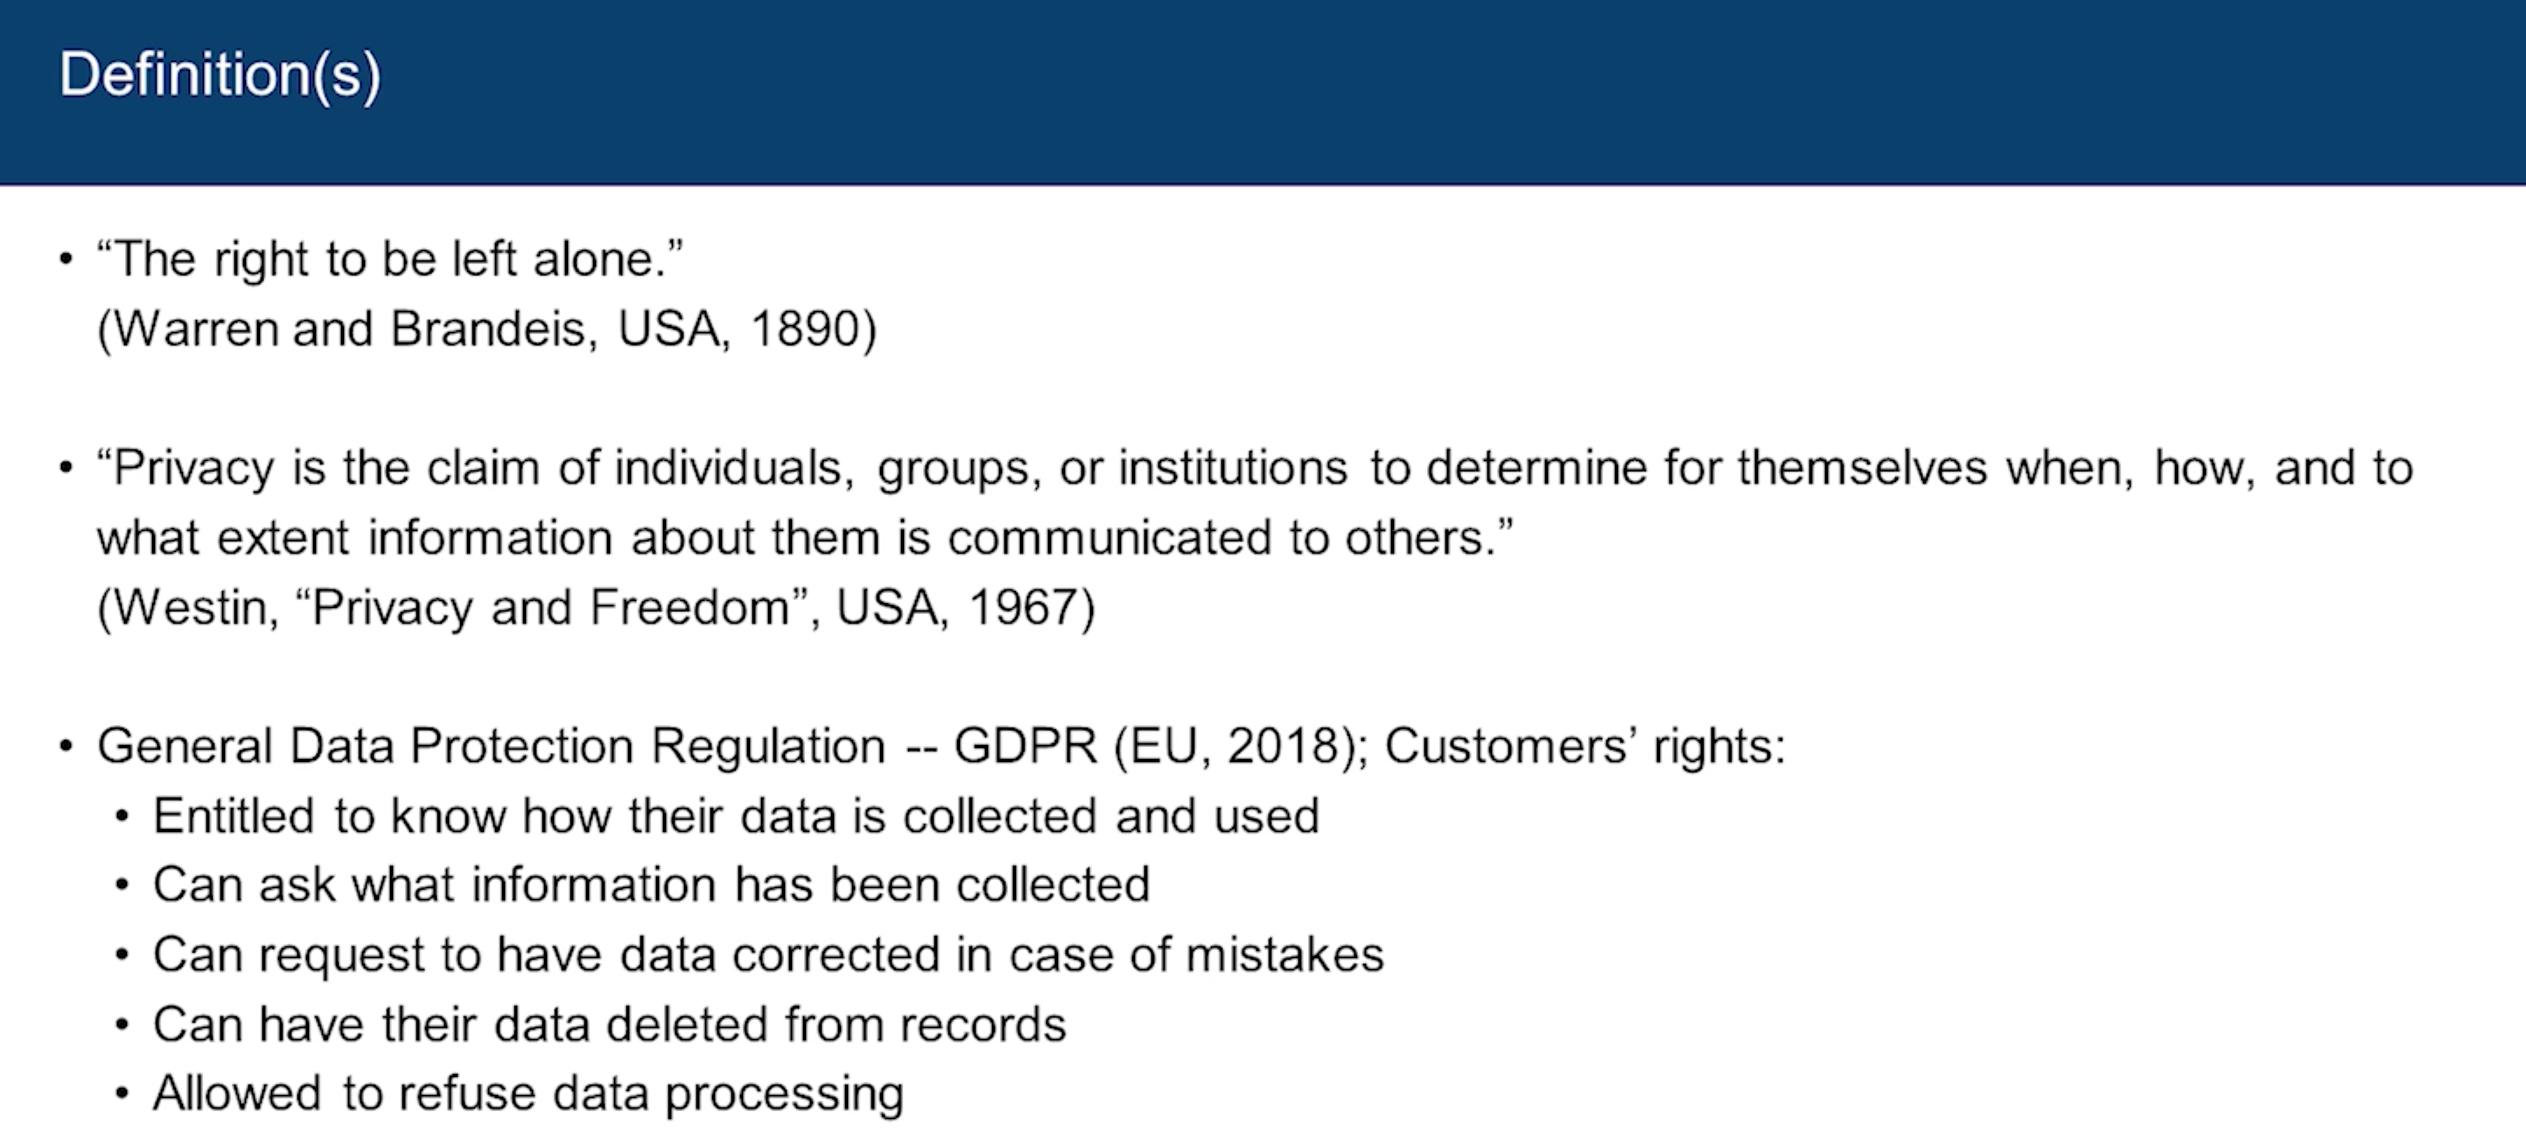 Definition(s)
• “The right to be left alone.”
(Warren and Brandeis, USA, 1890)
• “Privacy is the claim of individuals, groups, or institutions to determine for themselves when, how, and to
what extent information about them is communicated to others.”
(Westin, “Privacy and Freedom”, USA, 1967)
• General Data Protection Regulation -- GDPR (EU, 2018); Customers’ rights:
• Entitled to know how their data is collected and used
• Can ask what information has been collected
• Can request to have data corrected in case of mistakes
• Can have their data deleted from records
• Allowed to refuse data processing